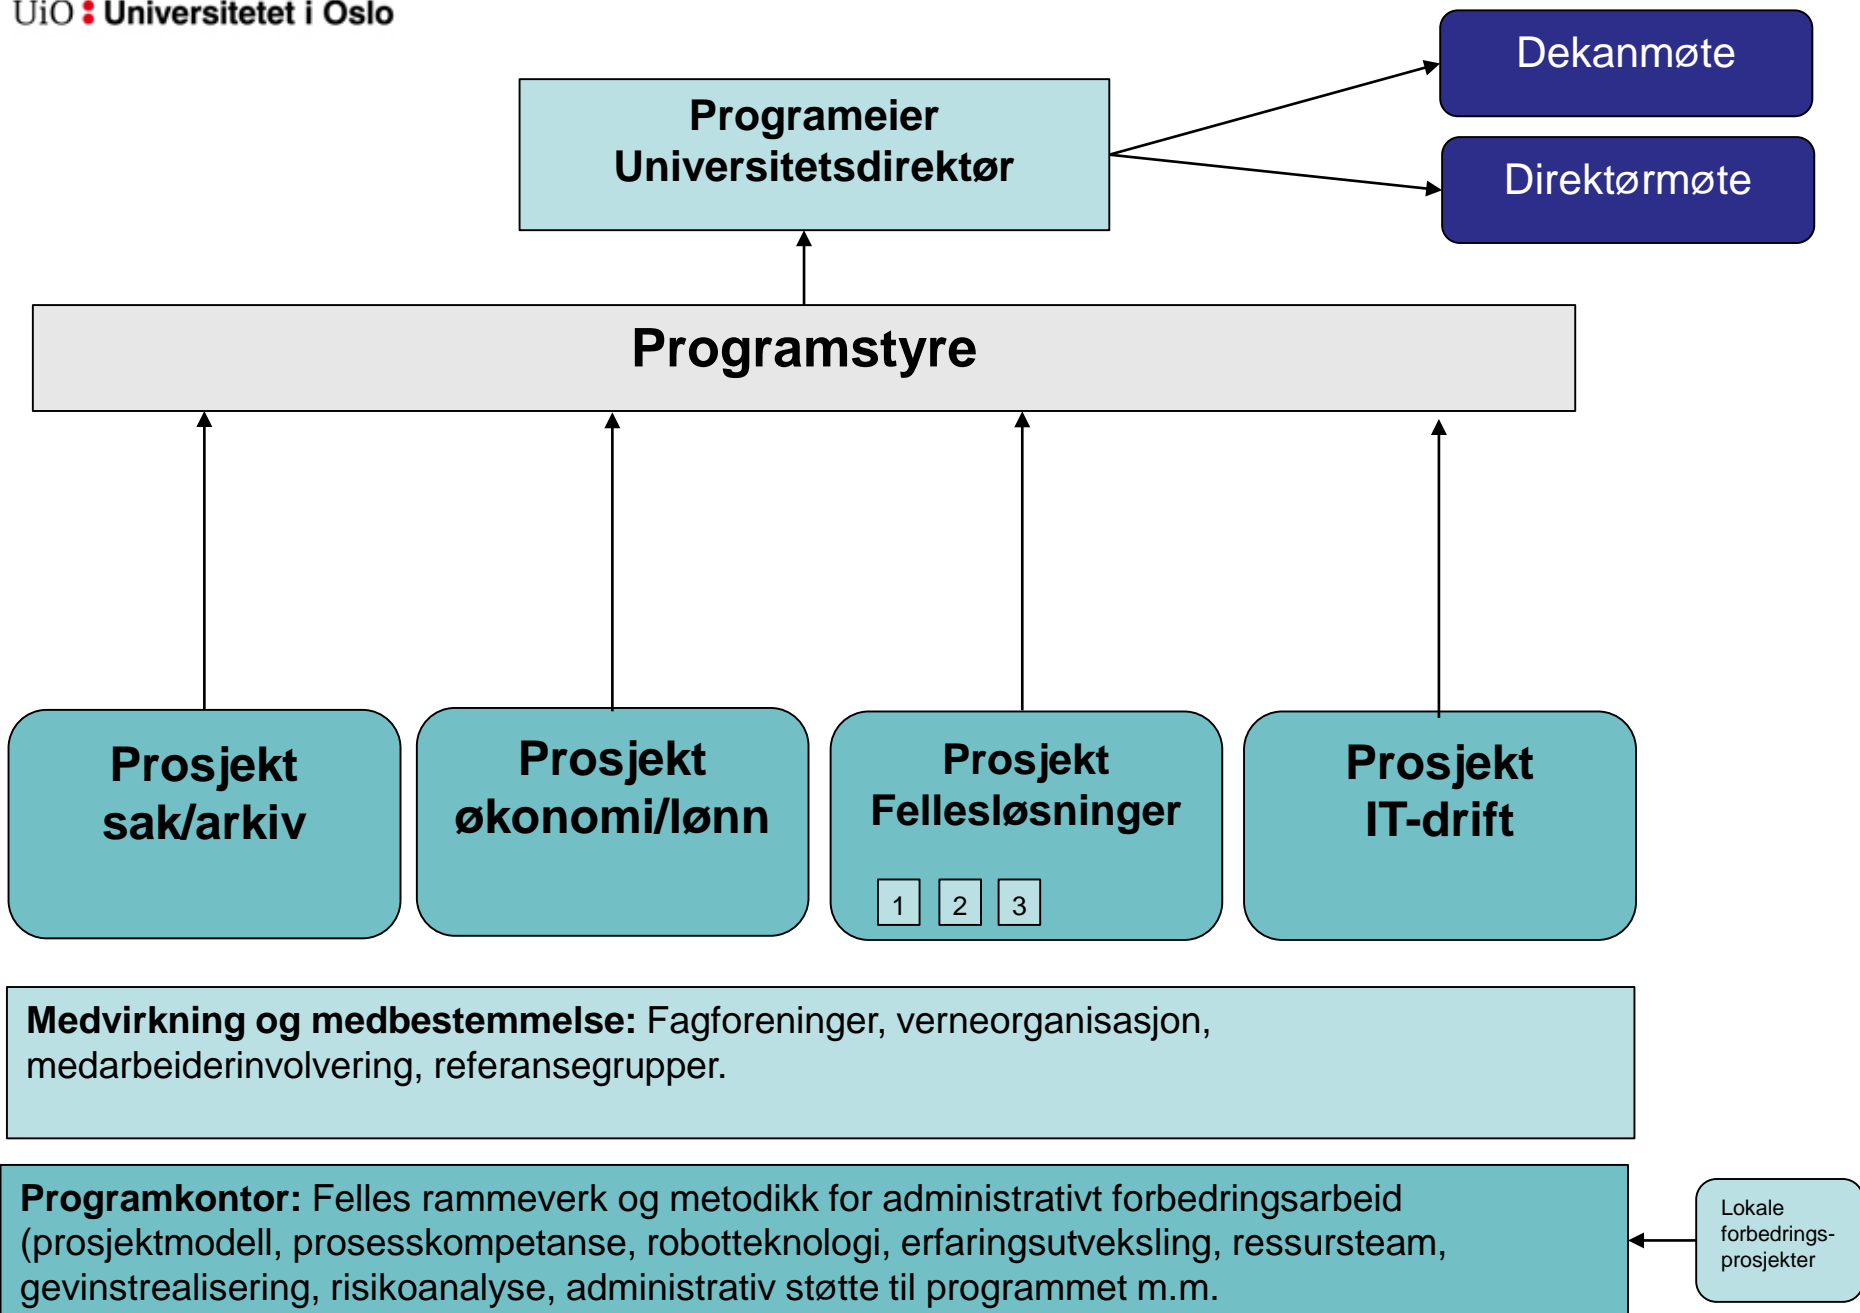 UiO : Universitetet i Oslo
Dekanmøte
Programeier
Universitetsdirektør
Direktørmøte
Programstyre
Prosjekt
sak/arkiv
Prosjekt
økonomi/lønn
Prosjekt
Fellesløsninger
1 2 3
Prosjekt
IT-drift
Medvirkning og medbestemmelse: Fagforeninger, verneorganisasjon,
medarbeiderinvolvering, referansegrupper.
Programkontor: Felles rammeverk og metodikk for administrativt forbedringsarbeid
(prosjektmodell, prosesskompetanse, robotteknologi, erfaringsutveksling, ressursteam,
gevinstrealisering, risikoanalyse, administrativ støtte til programmet m.m.
Lokale
forbedrings-
prosjekter